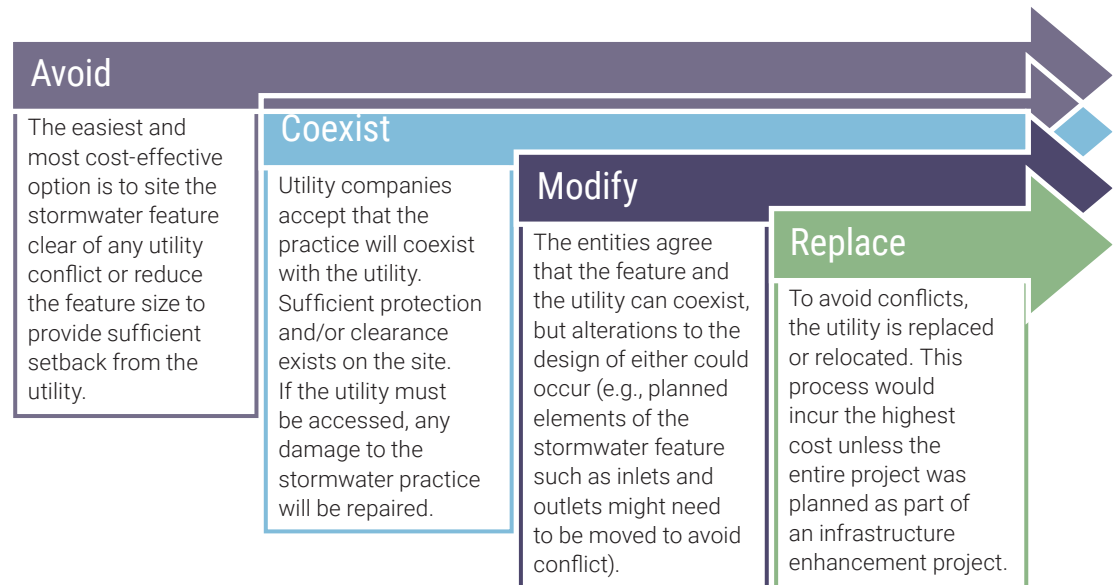 Avoid
The easiest and
most cost-effective
option is to site the
stormwater feature
clear of any utility
conflict or reduce
the feature size to
provide sufficient
setback from the
utility.
Coexist
Utility companies
accept that the
practice will coexist
with the utility.
Sufficient protection
and/or clearance
exists on the site.
If the utility must
be accessed, any
damage to the
stormwater practice
will be repaired.
Modify
The entities agree
that the feature and
the utility can coexist,
but alterations to the
design of either could
occur (e.g., planned
elements of the
stormwater feature
such as inlets and
outlets might need
to be moved to avoid
conflict).
Replace
To avoid conflicts,
the utility is replaced
or relocated. This
process would
incur the highest
cost unless the
entire project was
planned as part of
an infrastructure
enhancement project.